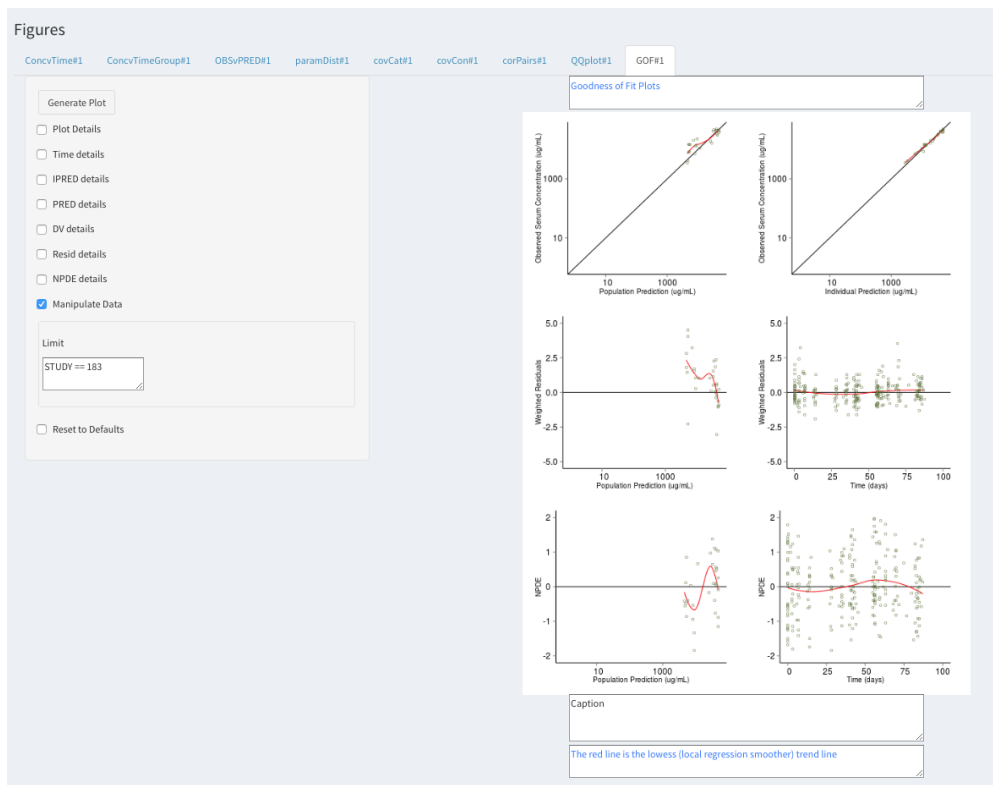 Figures
ConcvTime#1 ConcvTimeGroup#1 OBSvPRED#1 paramDist#1 covCat#1 covCon#1 corPairs#1 QQplot#1 GOF#1
Generate Plot
Plot Details
Time details
IPRED details
PRED details
DV details
Resid details
NPDE details
Manipulate Data
Limit
STUDY == 183
Reset to Defaults
Goodness of Fit Plots
Observed Serum Concentration (ug/mL)
1000
10
10 1000
Population Prediction (ug/mL)
Observed Serum Concentration (ug/mL)
1000
10
10 1000
Individual Prediction (ug/mL)
Weighted Residuals
5.0
2.5
0.0
-2.5
-5.0
10 1000
Population Prediction (ug/mL)
Weighted Residuals
5.0
2.5
0.0
-2.5
-5.0
0 25 50 75 100
Time (days)
NPDE
2
1
0
-1
-2
10 1000
Population Prediction (ug/mL)
NPDE
2
1
0
-1
-2
0 25 50 75 100
Time (days)
Caption
The red line is the lowess (local regression smoother) trend line